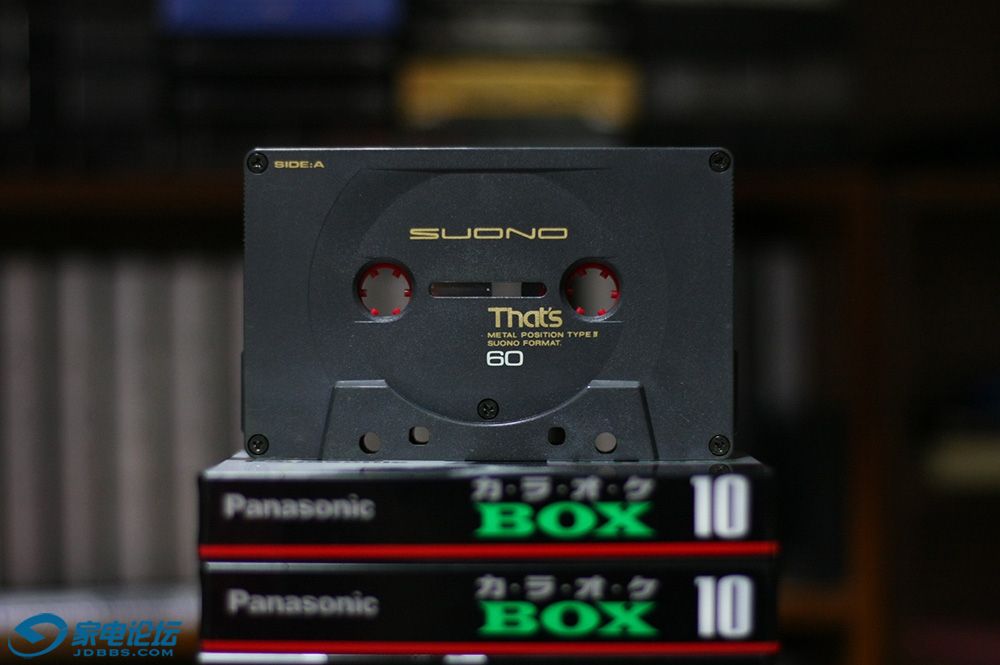 SIDE:A
SUONO
That's
METAL POSITION TYPE IV
SUONO FORMAT.
60
Panasonic カ・ラ・オ・ケ BOX 10
Panasonic カ・ラ・オ・ケ BOX 10
家电论坛
JDBBS.COM